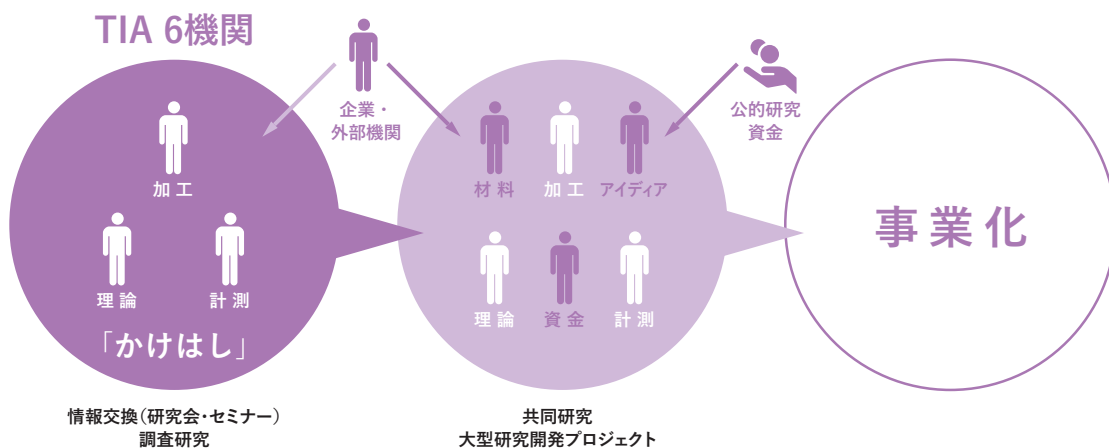 TIA 6機関
企業・
外部機関
公的研究
資金
加工
理論
計測
「かけはし」
材料
加工
アイディア
理論
資金
計測
事業化
情報交換（研究会・セミナー）
調査研究
共同研究
大型研究開発プロジェクト